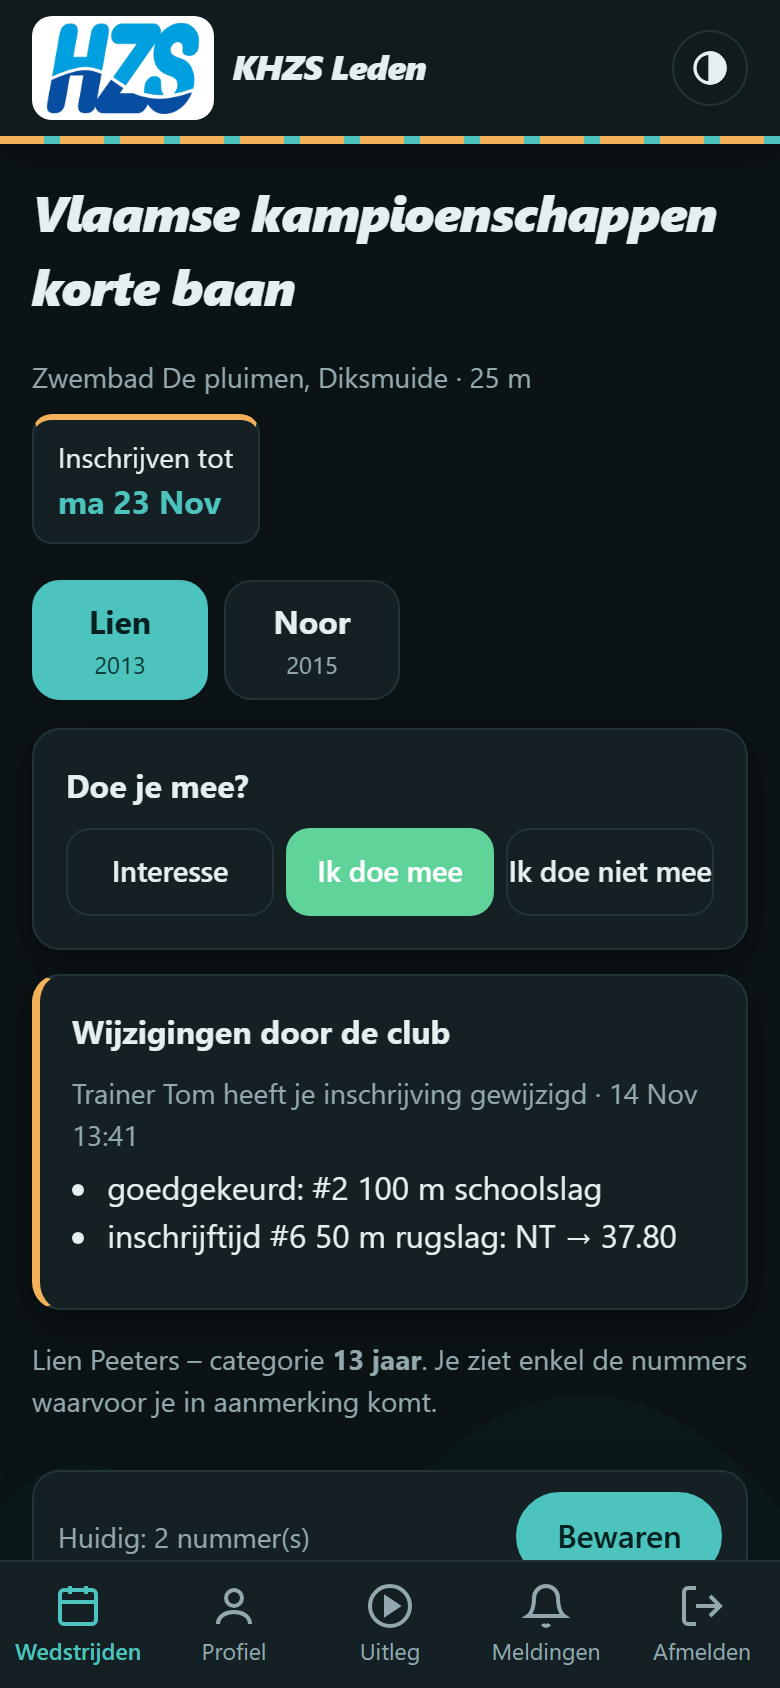 HZS
KHZS Leden
Vlaamse kampioenschappen
korte baan
Zwembad De pluimen, Diksmuide · 25 m
Inschrijven tot
ma 23 Nov
Lien
2013
Noor
2015
Doe je mee?
Interesse
Ik doe mee
Ik doe niet mee
Wijzigingen door de club
Trainer Tom heeft je inschrijving gewijzigd · 14 Nov
13:41
• goedgekeurd: #2 100 m schoolslag
• inschrijftijd #6 50 m rugslag: NT → 37.80
Lien Peeters – categorie 13 jaar. Je ziet enkel de nummers
waarvoor je in aanmerking komt.
Huidig: 2 nummer(s)
Bewaren
Wedstrijden
Profiel
Uitleg
Meldingen
Afmelden